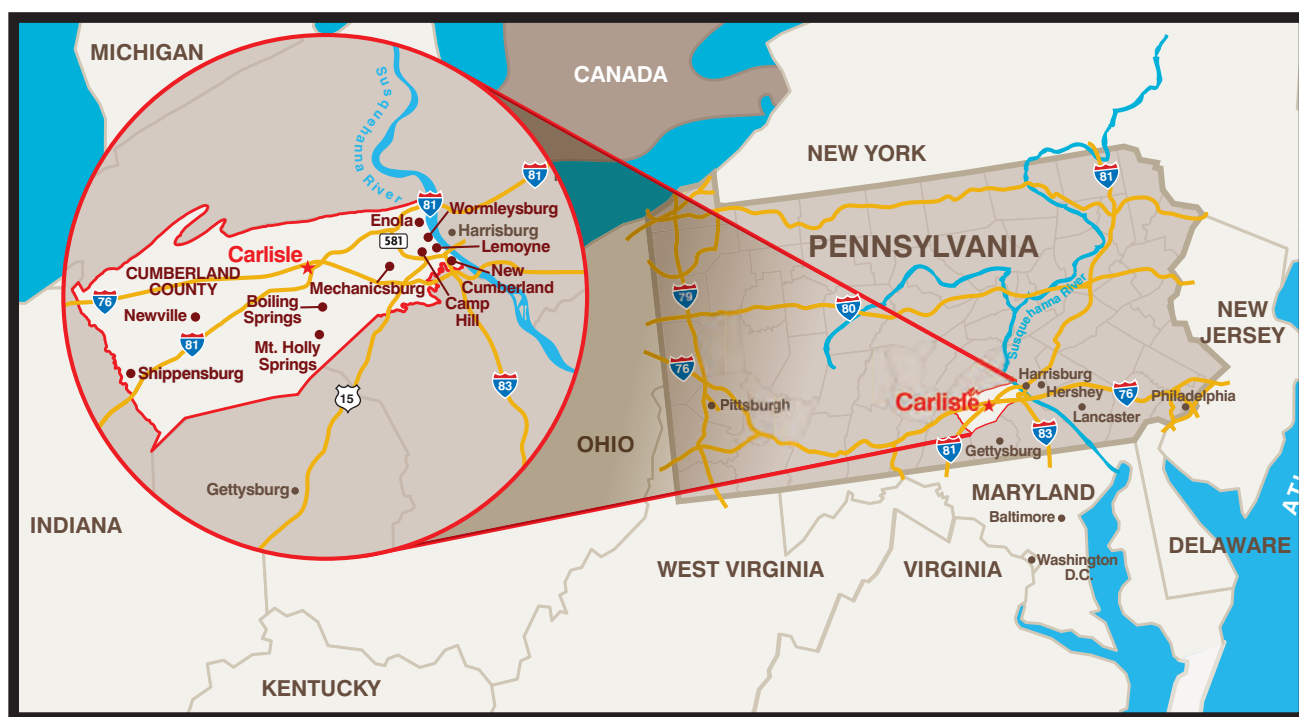 MICHIGAN
CANADA
NEW YORK
Susquehanna River
81
81
Wormleysburg
Enola
Harrisburg
581
Lemoyne
Carlisle
CUMBERLAND
COUNTY
Mechanicsburg
New
Cumberland
Camp
Hill
76
Boiling
Springs
Newville
81
Mt. Holly
Springs
Shippensburg
83
15
Gettysburg
81
PENNSYLVANIA
79
80
Susquehanna River
NEW
JERSEY
76
Harrisburg
Hershey
76
Pittsburgh
Carlisle
Lancaster
Philadelphia
81
83
Gettysburg
OHIO
INDIANA
MARYLAND
Baltimore
ATL
DELAWARE
WEST VIRGINIA
VIRGINIA
Washington
D.C.
KENTUCKY